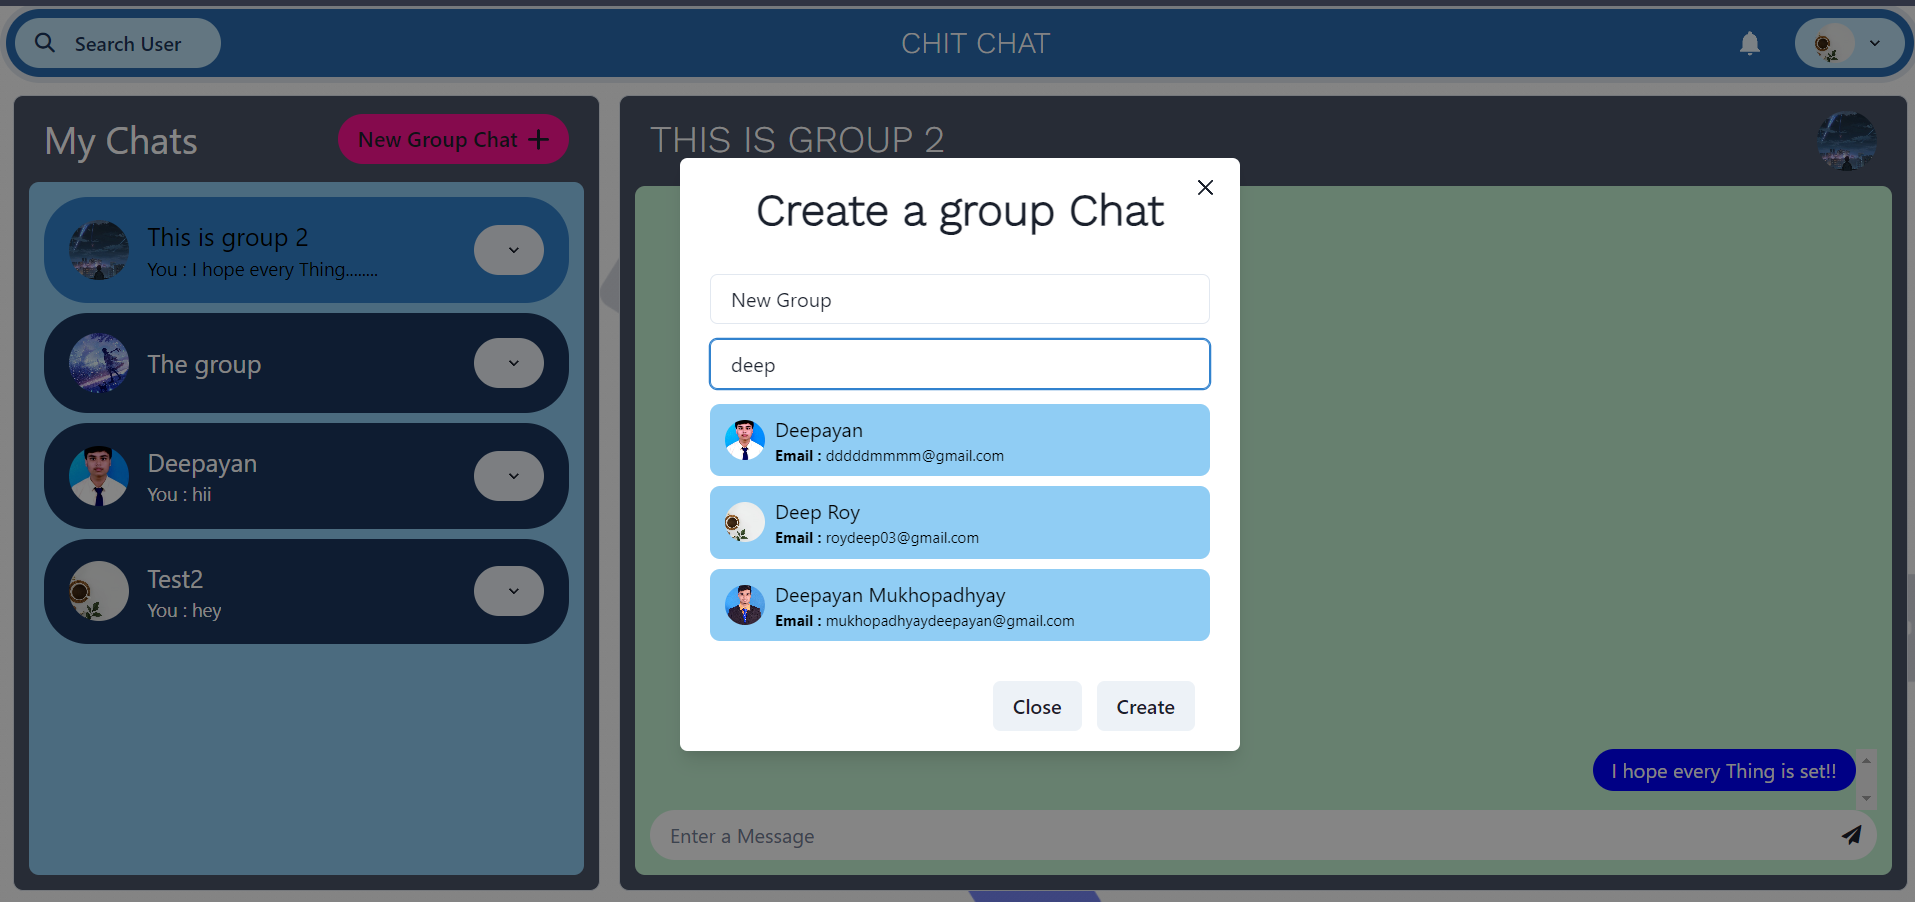 Search User
CHIT CHAT
My Chats
New Group Chat
This is group 2
You : I hope every Thing........
The group
Deepayan
You : hii
Test2
You : hey
THIS IS GROUP 2
Create a group Chat
New Group
deep
Deepayan
Email : dddddmmmm@gmail.com
Deep Roy
Email : roydeep03@gmail.com
Deepayan Mukhopadhyay
Email : mukhopadhyaydeepayan@gmail.com
Close
Create
I hope every Thing is set!!
Enter a Message